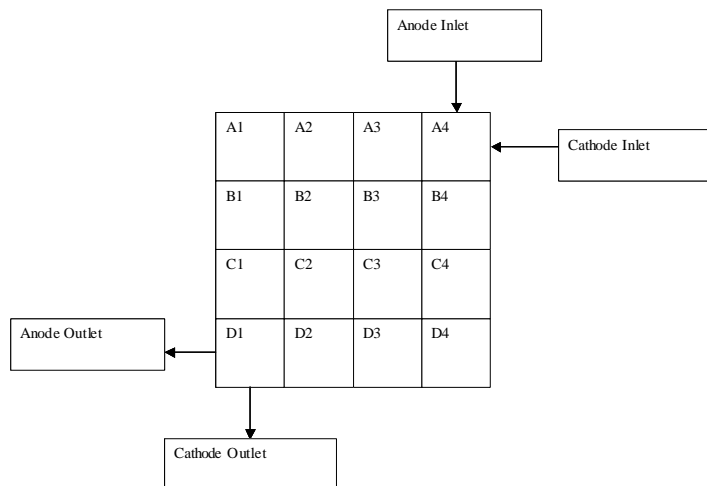 Anode Inlet
A1 A2 A3 A4
Cathode Inlet
B1 B2 B3 B4
C1 C2 C3 C4
Anode Outlet
D1 D2 D3 D4
Cathode Outlet